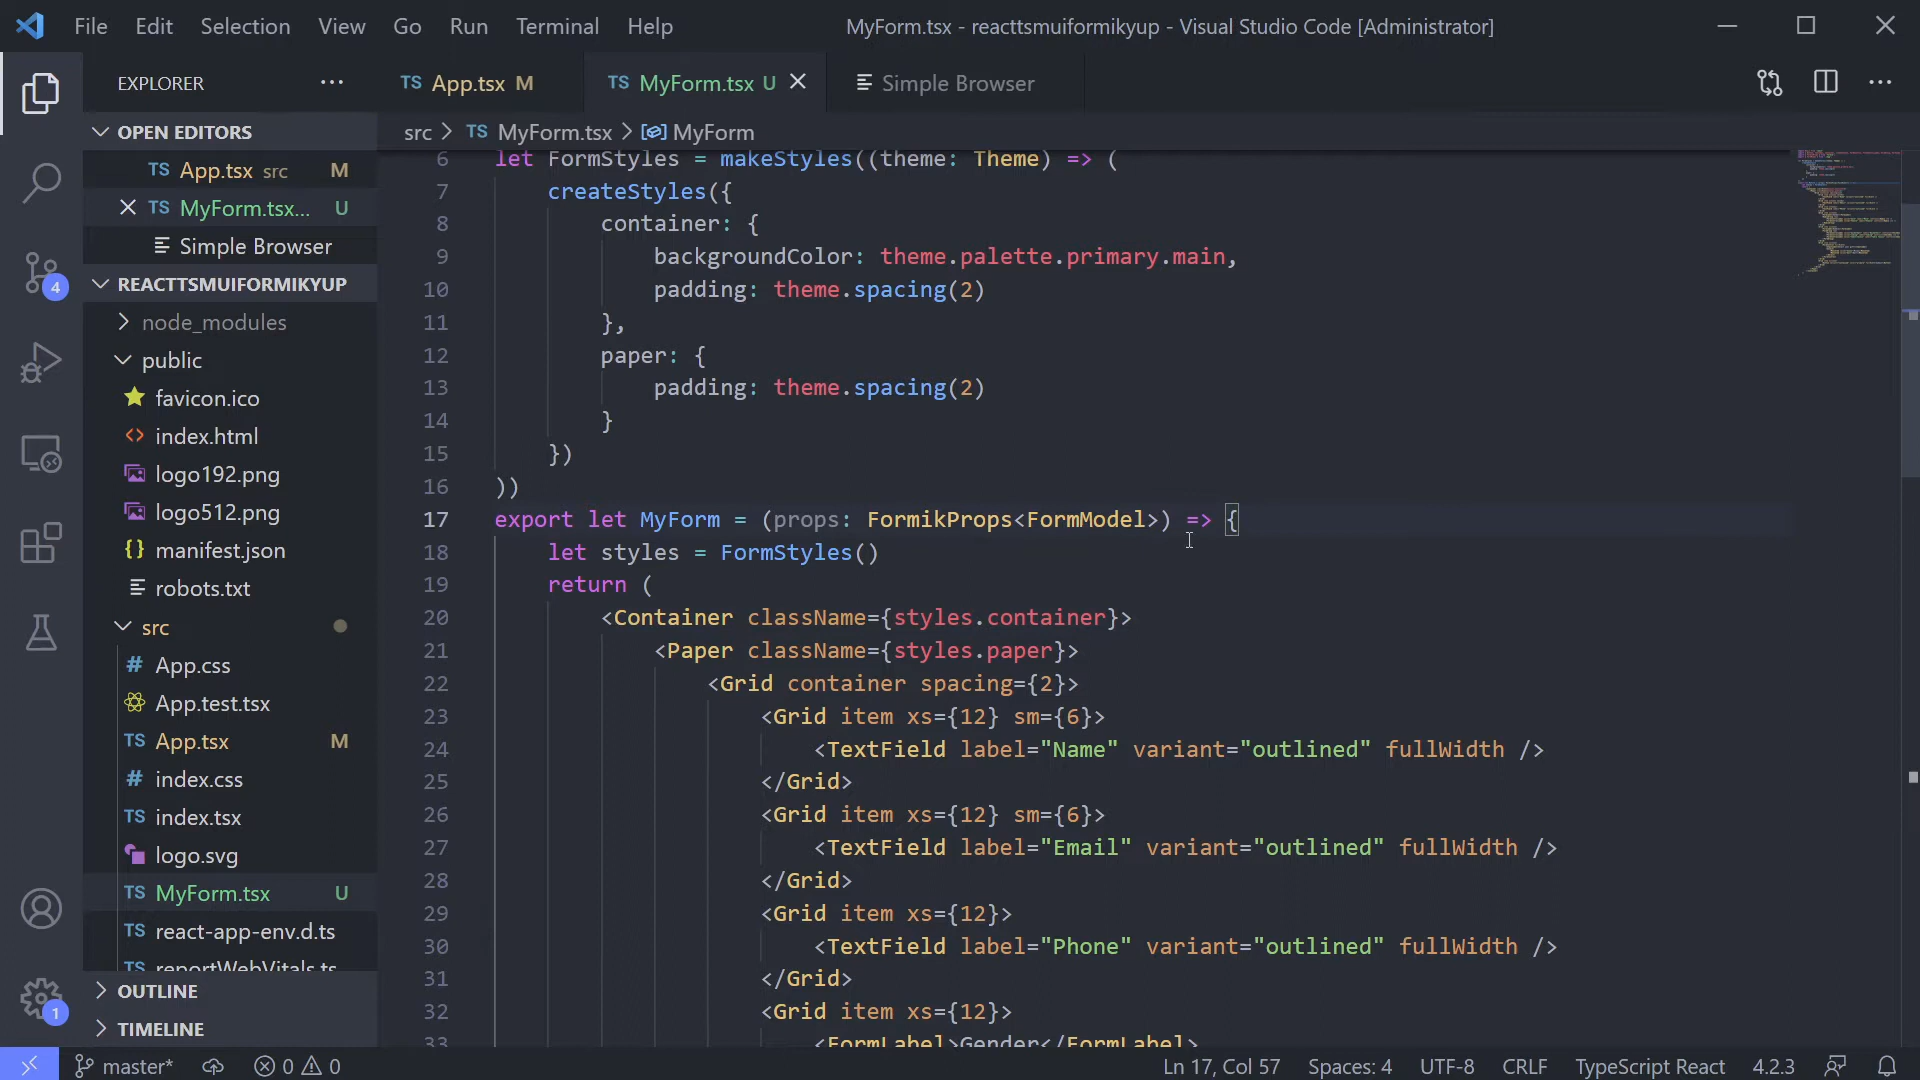 File Edit Selection View Go Run Terminal Help
MyForm.tsx - reacttsmuiformikyup - Visual Studio Code [Administrator]
EXPLORER
TS App.tsx M
TS MyForm.tsx U
Simple Browser
OPEN EDITORS
TS App.tsx src M
TS MyForm.tsx... U
Simple Browser
REACTTSMUIFORMIKYUP
node_modules
public
favicon.ico
index.html
logo192.png
logo512.png
manifest.json
robots.txt
src
# App.css
App.test.tsx
TS App.tsx M
# index.css
TS index.tsx
logo.svg
TS MyForm.tsx U
TS react-app-env.d.ts
TS reportWebVitals.ts
OUTLINE
TIMELINE
4
1
src > TS MyForm.tsx > MyForm
6 let FormStyles = makeStyles((theme: Theme) => (
7 createStyles({
8 container: {
9 backgroundColor: theme.palette.primary.main,
10 padding: theme.spacing(2)
11 },
12 paper: {
13 padding: theme.spacing(2)
14 }
15 })
16 ))
17 export let MyForm = (props: FormikProps<FormModel>) => {
18 let styles = FormStyles()
19 return (
20 <Container className={styles.container}>
21 <Paper className={styles.paper}>
22 <Grid container spacing={2}>
23 <Grid item xs={12} sm={6}>
24 <TextField label="Name" variant="outlined" fullWidth />
25 </Grid>
26 <Grid item xs={12} sm={6}>
27 <TextField label="Email" variant="outlined" fullWidth />
28 </Grid>
29 <Grid item xs={12}>
30 <TextField label="Phone" variant="outlined" fullWidth />
31 </Grid>
32 <Grid item xs={12}>
33 <FormLabel>Gender</FormLabel>
master* 0 0
Ln 17, Col 57 Spaces: 4 UTF-8 CRLF TypeScript React 4.2.3